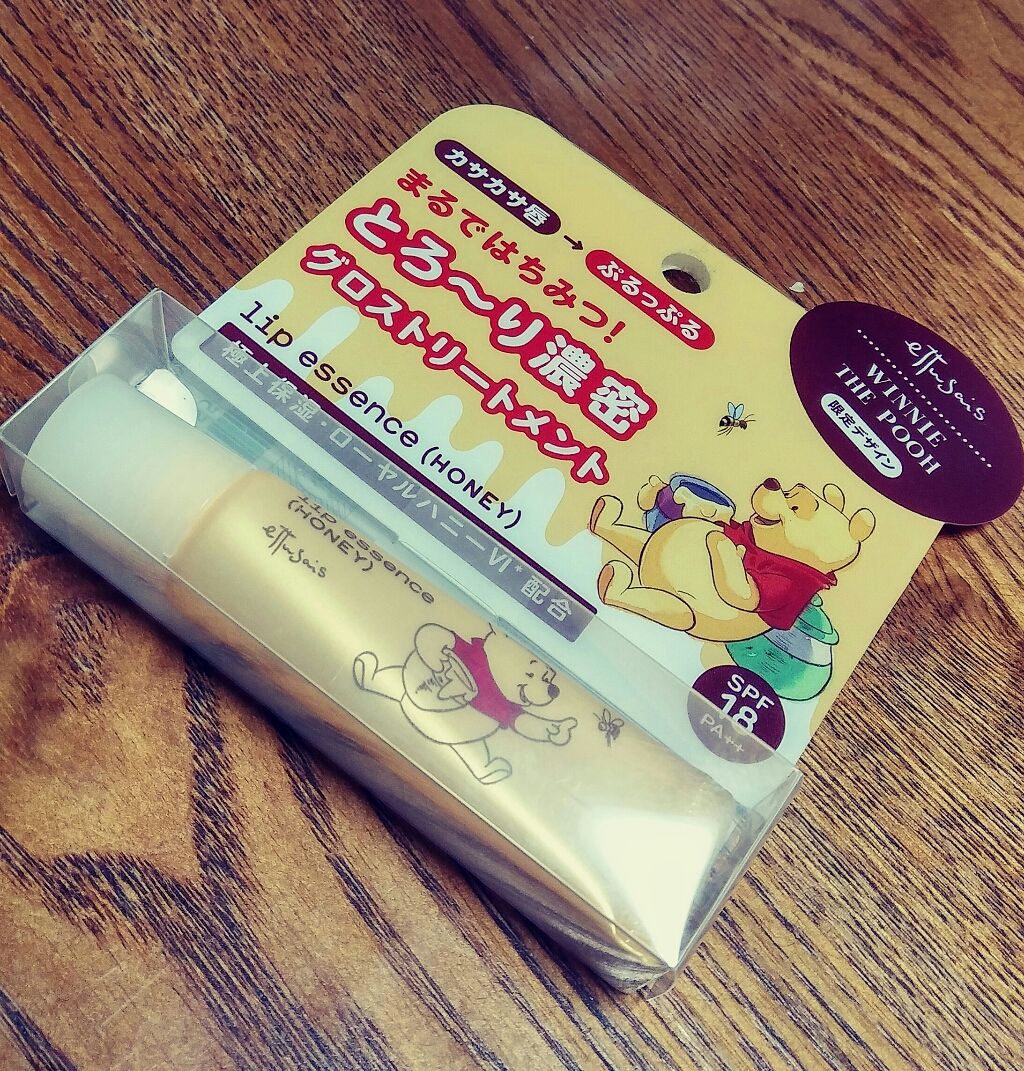 カサカサ唇 → ぷるっぷる
まるではちみつ!
とろ〜り濃密
グロストリートメント
lip essence (HONEY)
極上保湿・ローヤルハニーVI*配合
ettusais
WINNIE
THE POOH
限定デザイン
SPF
18
PA++
lip essence
(HONEY)
ettusais